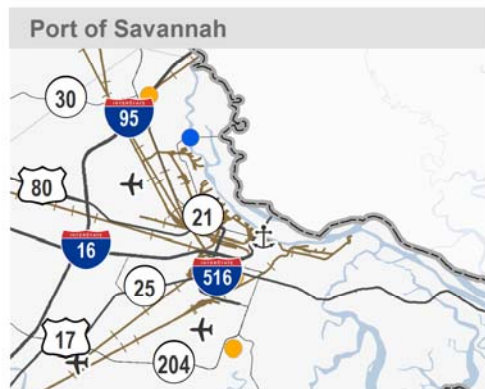 Port of Savannah
30
INTERSTATE
95
80
21
INTERSTATE
16
INTERSTATE
516
25
17
204